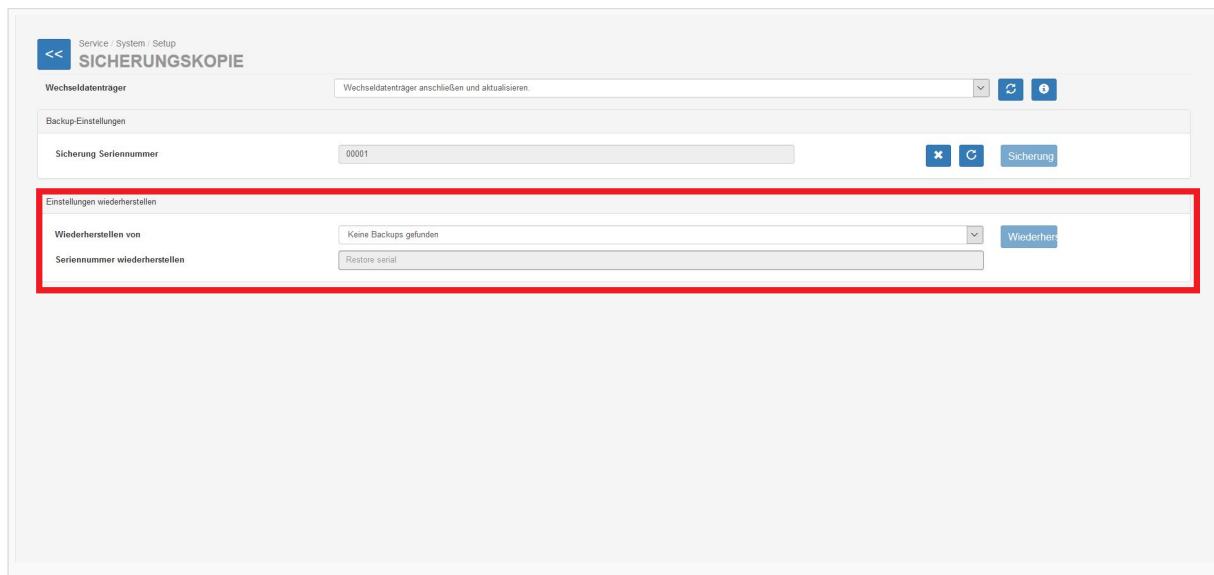 << Service / System / Setup
SICHERUNGSKOPIE
Wechseldatenträger Wechseldatenträger anschließen und aktualisieren.
Backup-Einstellungen
Sicherung Seriennummer 00001 Sicherung
Einstellungen wiederherstellen
Wiederherstellen von Keine Backups gefunden Wiederhers
Seriennummer wiederherstellen Restore serial